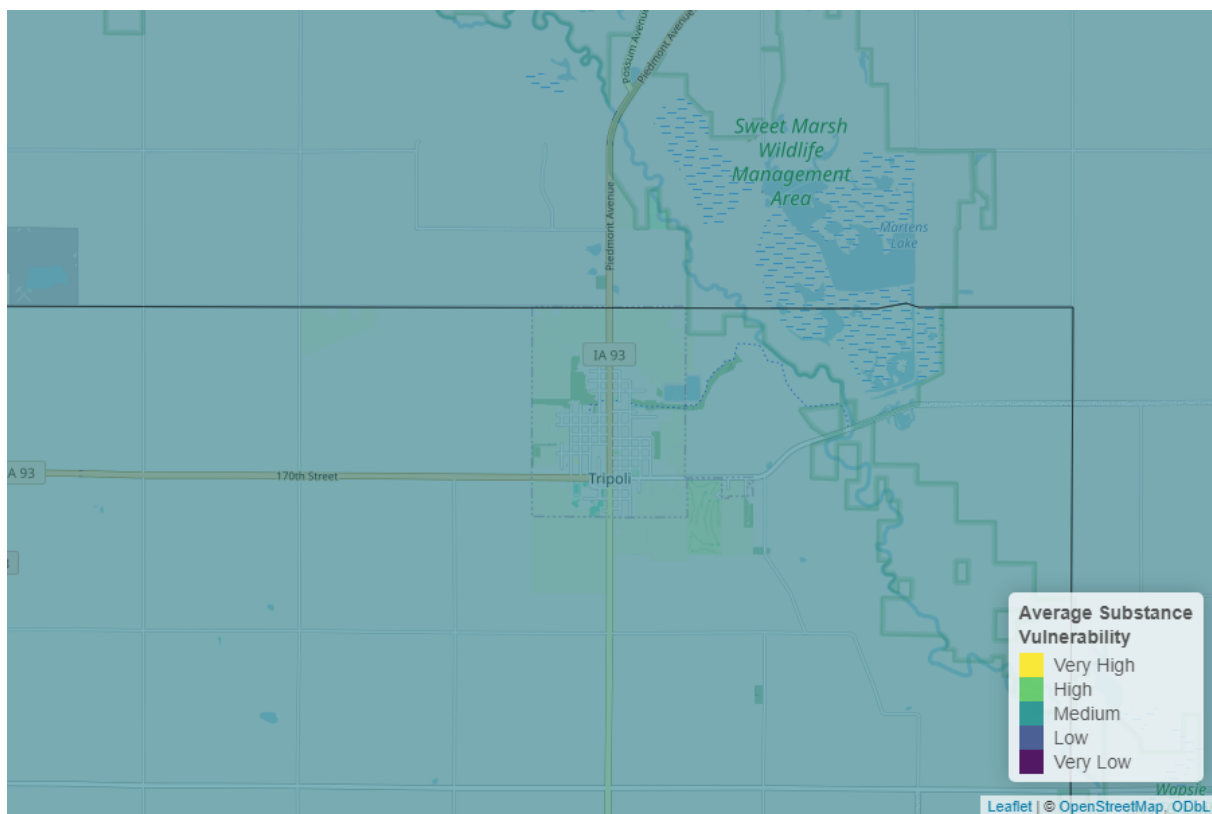 Possum Avenue
Piedmont Avenue
Sweet Marsh
Wildlife
Management
Area
Piedmont Avenue
Martens
Lake
IA 93
A 93
170th Street
Tripoli
Average Substance
Vulnerability
Very High
High
Medium
Low
Very Low
Wapsie
Leaflet | © OpenStreetMap, ODbL